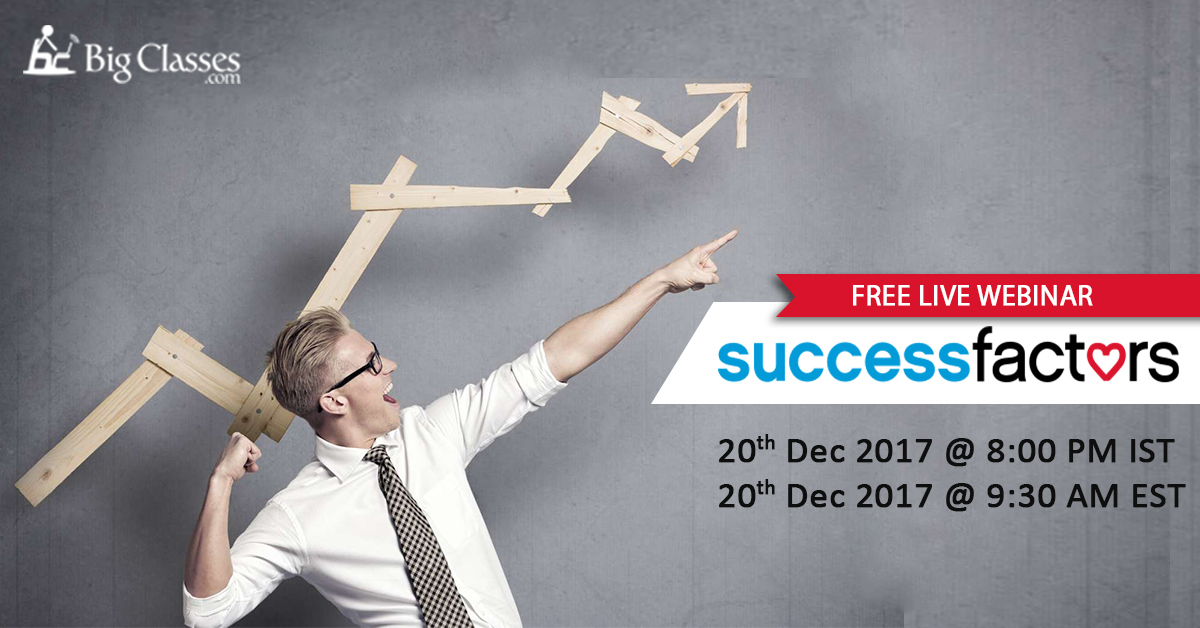 Big Classes
.com
FREE LIVE WEBINAR
successfactors
20th Dec 2017 @ 8:00 PM IST
20th Dec 2017 @ 9:30 AM EST